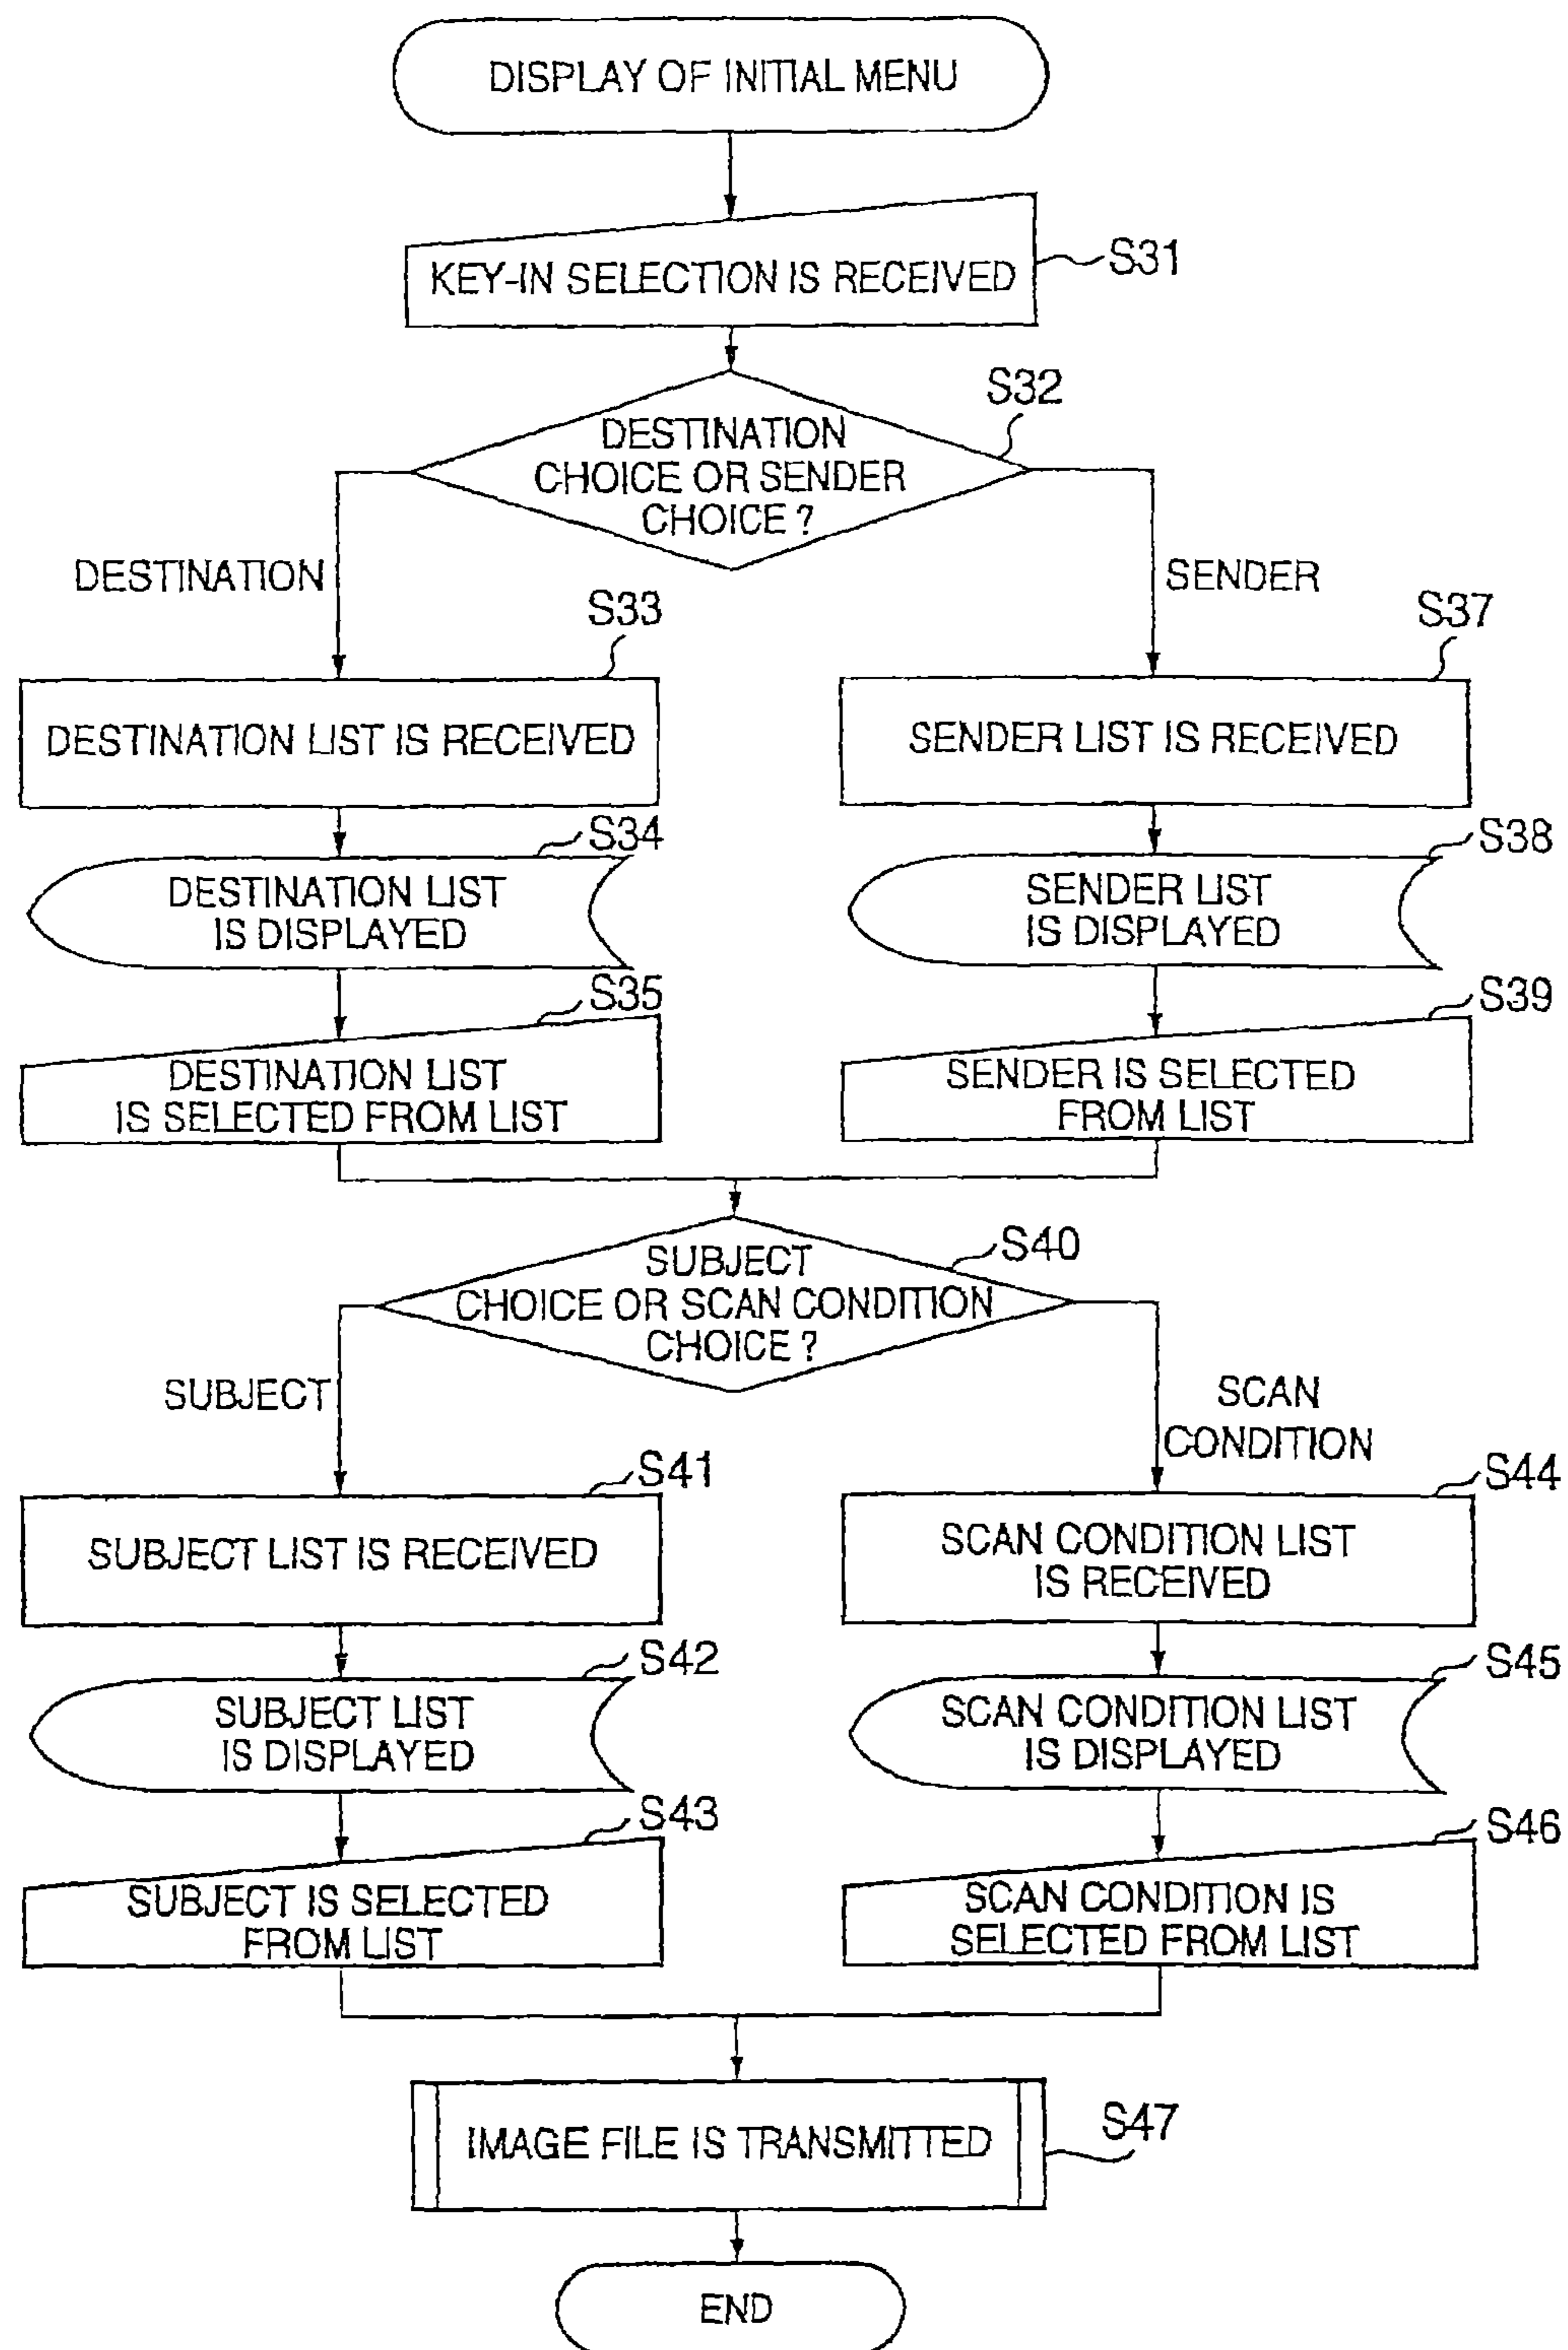 DISPLAY OF INITIAL MENU
KEY-IN SELECTION IS RECEIVED
S31
S32
DESTINATION
CHOICE OR SENDER
CHOICE ?
DESTINATION
SENDER
S33
S37
DESTINATION LIST IS RECEIVED
SENDER LIST IS RECEIVED
S34
S38
DESTINATION LIST
IS DISPLAYED
SENDER LIST
IS DISPLAYED
S35
S39
DESTINATION LIST
IS SELECTED FROM LIST
SENDER IS SELECTED
FROM LIST
S40
SUBJECT
CHOICE OR SCAN CONDITION
CHOICE ?
SUBJECT
SCAN
CONDITION
S41
S44
SUBJECT LIST IS RECEIVED
SCAN CONDITION LIST
IS RECEIVED
S42
S45
SUBJECT LIST
IS DISPLAYED
SCAN CONDITION LIST
IS DISPLAYED
S43
S46
SUBJECT IS SELECTED
FROM LIST
SCAN CONDITION IS
SELECTED FROM LIST
IMAGE FILE IS TRANSMITTED
S47
END